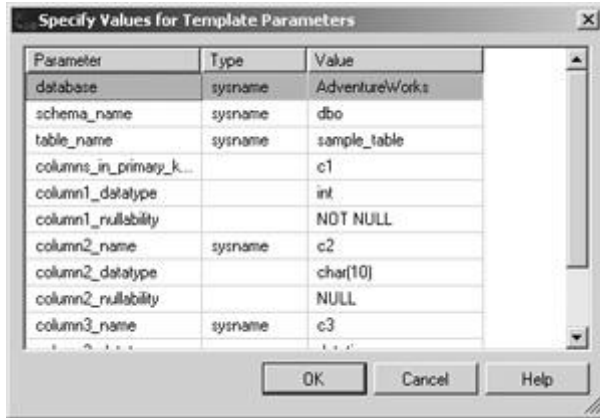 Specify Values for Template Parameters
Parameter Type Value
database sysname AdventureWorks
schema_name sysname dbo
table_name sysname sample_table
columns_in_primary_k... c1
column1_datatype int
column1_nullability NOT NULL
column2_name sysname c2
column2_datatype char(10)
column2_nullability NULL
column3_name sysname c3
OK Cancel Help